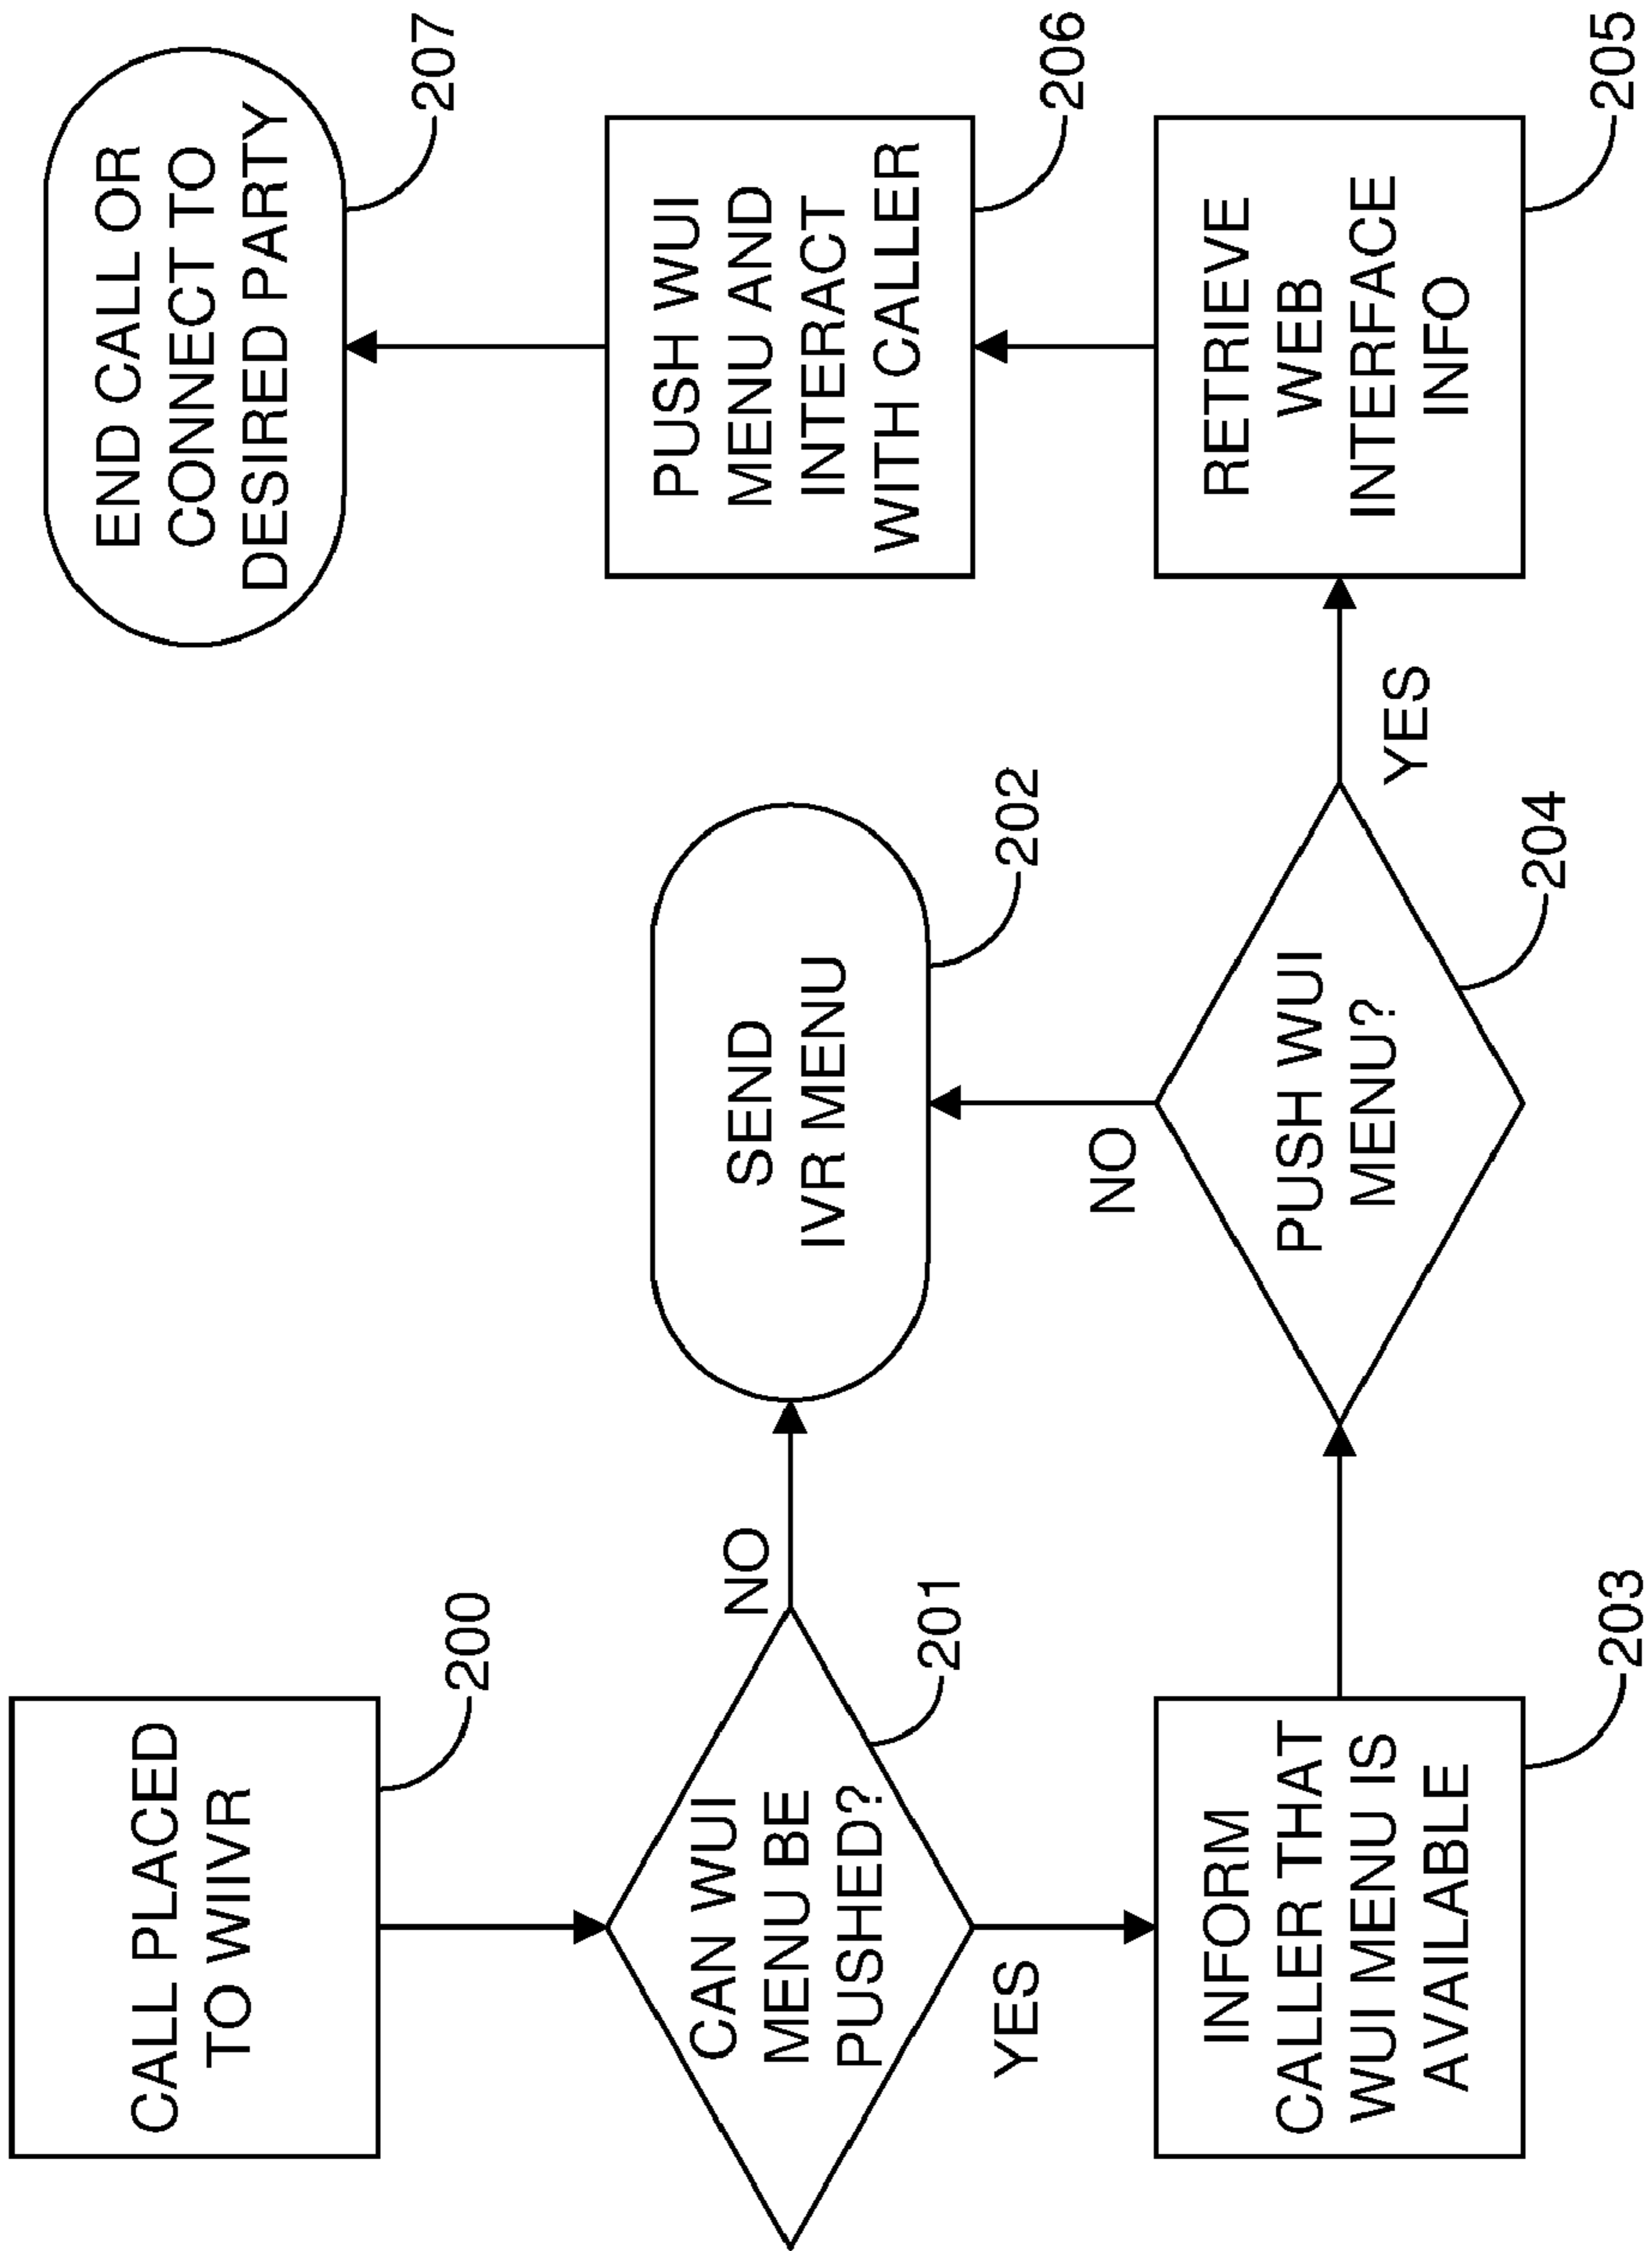 CALL PLACED
TO WIIVR
200
CAN WUI
MENU BE
PUSHED?
201
NO
YES
SEND
IVR MENU
202
INFORM
CALLER THAT
WUI MENU IS
AVAILABLE
203
PUSH WUI
MENU?
204
NO
YES
RETRIEVE
WEB
INTERFACE
INFO
205
PUSH WUI
MENU AND
INTERACT
WITH CALLER
206
END CALL OR
CONNECT TO
DESIRED PARTY
207